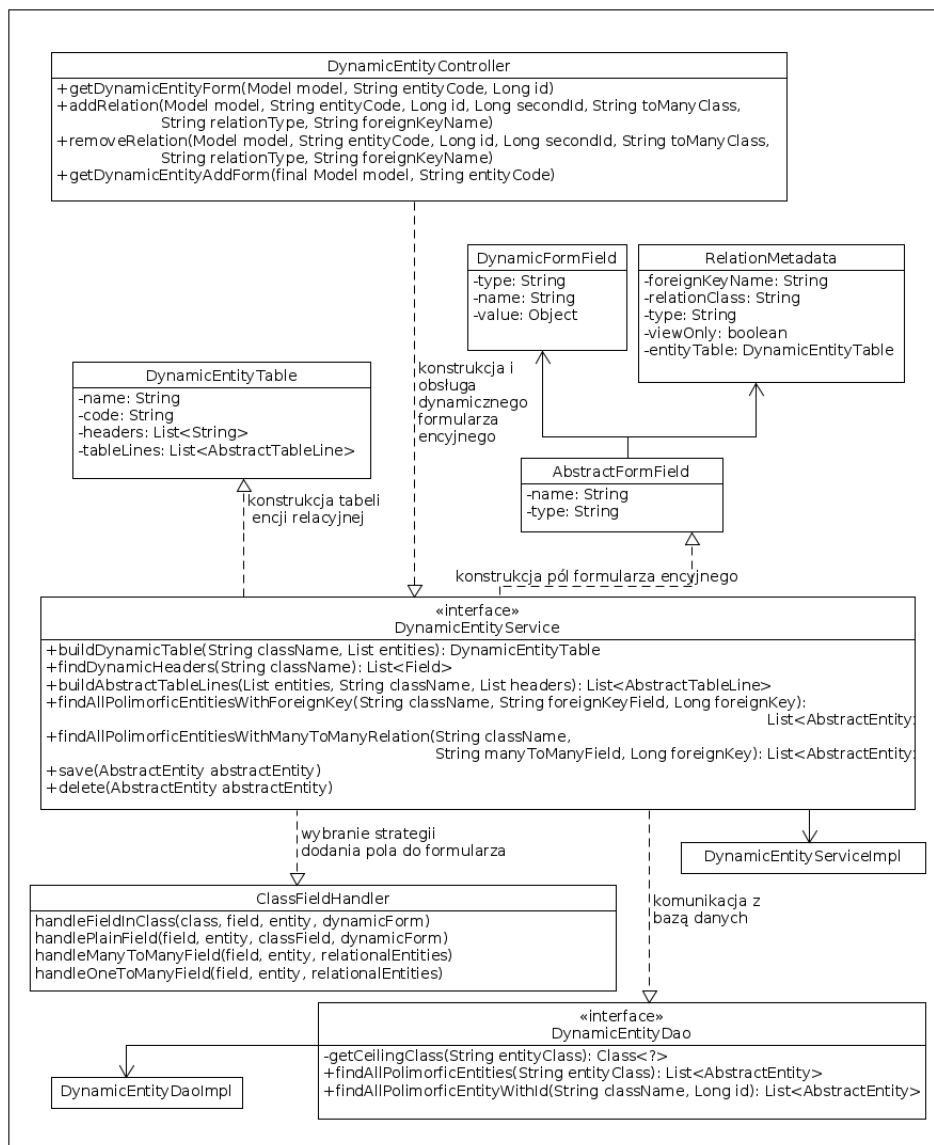 DynamicEntityController
+getDynamicEntityForm(Model model, String entityCode, Long id)
+addRelation(Model model, String entityCode, Long id, Long secondId, String toManyClass,
String relationType, String foreignKeyName)
+removeRelation(Model model, String entityCode, Long id, Long secondId, String toManyClass,
String relationType, String foreignKeyName)
+getDynamicEntityAddForm(final Model model, String entityCode)
DynamicFormField
-type: String
-name: String
-value: Object
RelationMetadata
-foreignKeyName: String
-relationClass: String
-type: String
-viewOnly: boolean
-entityTable: DynamicEntityTable
konstrukcja i
obsługa
dynamicznego
formularza
encyjnego
DynamicEntityTable
-name: String
-code: String
-headers: List<String>
-tableLines: List<AbstractTableLine>
AbstractFormField
-name: String
-type: String
konstrukcja tabeli
encji relacyjnej
konstrukcja pól formularza encyjnego
«interface»
DynamicEntityService
+buildDynamicTable(String className, List entities): DynamicEntityTable
+findDynamicHeaders(String className): List<Field>
+buildAbstractTableLines(List entities, String className, List headers): List<AbstractTableLine>
+findAllPolimorficEntitiesWithForeignKey(String className, String foreignKeyField, Long foreignKey):
List<AbstractEntity>
+findAllPolimorficEntitiesWithManyToManyRelation(String className,
String manyToManyField, Long foreignKey): List<AbstractEntity>
+save(AbstractEntity abstractEntity)
+delete(AbstractEntity abstractEntity)
wybranie strategii
dodania pola do formularza
DynamicEntityServiceImpl
ClassFieldHandler
handleFieldInClass(class, field, entity, dynamicForm)
handlePlainField(field, entity, classField, dynamicForm)
handleManyToManyField(field, entity, relationalEntities)
handleOneToManyField(field, entity, relationalEntities)
komunikacja z
bazą danych
«interface»
DynamicEntityDao
-getCeilingClass(String entityClass): Class<?>
+findAllPolimorficEntities(String entityClass): List<AbstractEntity>
+findAllPolimorficEntityWithId(String className, Long id): List<AbstractEntity>
DynamicEntityDaoImpl